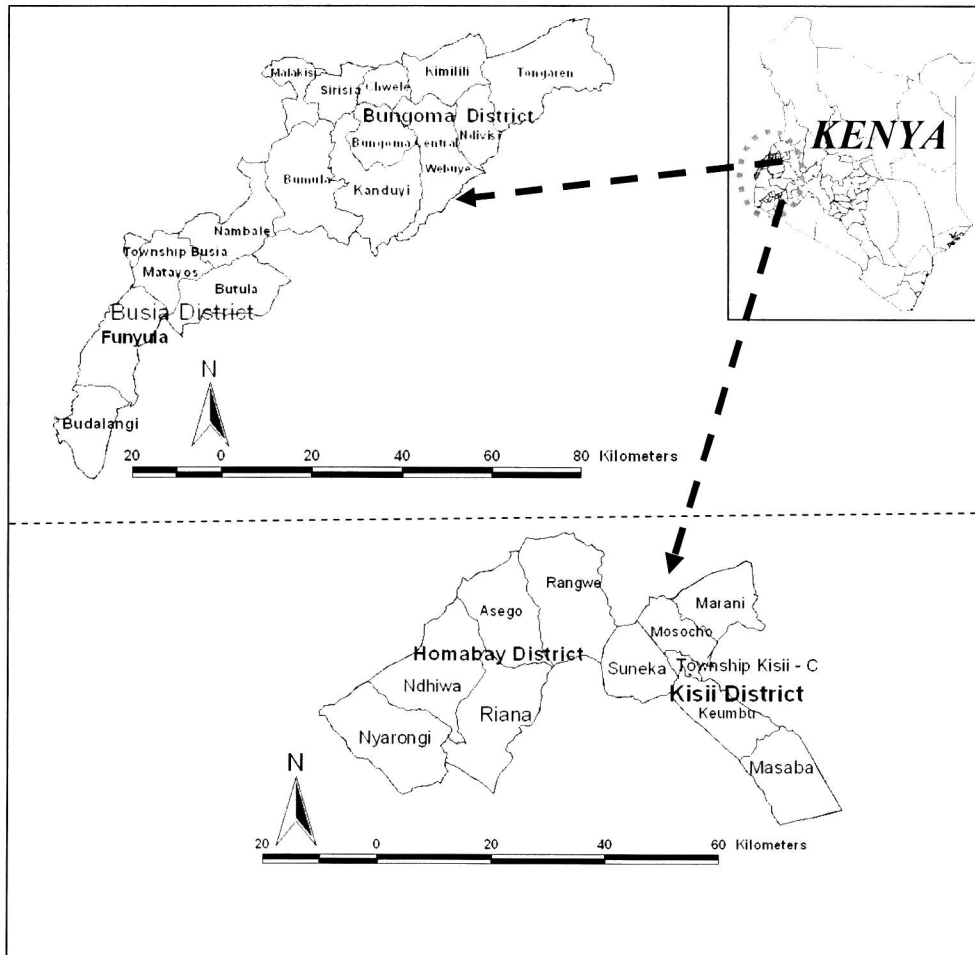 Malakisi
Sirisia
Chwele
Kimilili
Tongaren
Bungoma District
Ndivisi
Bungoma Central
Webuye
Bumula
Kanduyi
Nambale
Township Busia
Matayos
Butula
Busia District
Funyula
Budalangi
N
20 0 20 40 60 80 Kilometers
KENYA
Rangwe
Asego
Marani
Mosocho
Homabay District
Suneka
Township Kisii - C
Ndhiwa
Kisii District
Riana
Keumbu
Nyarongi
Masaba
N
20 0 20 40 60 Kilometers